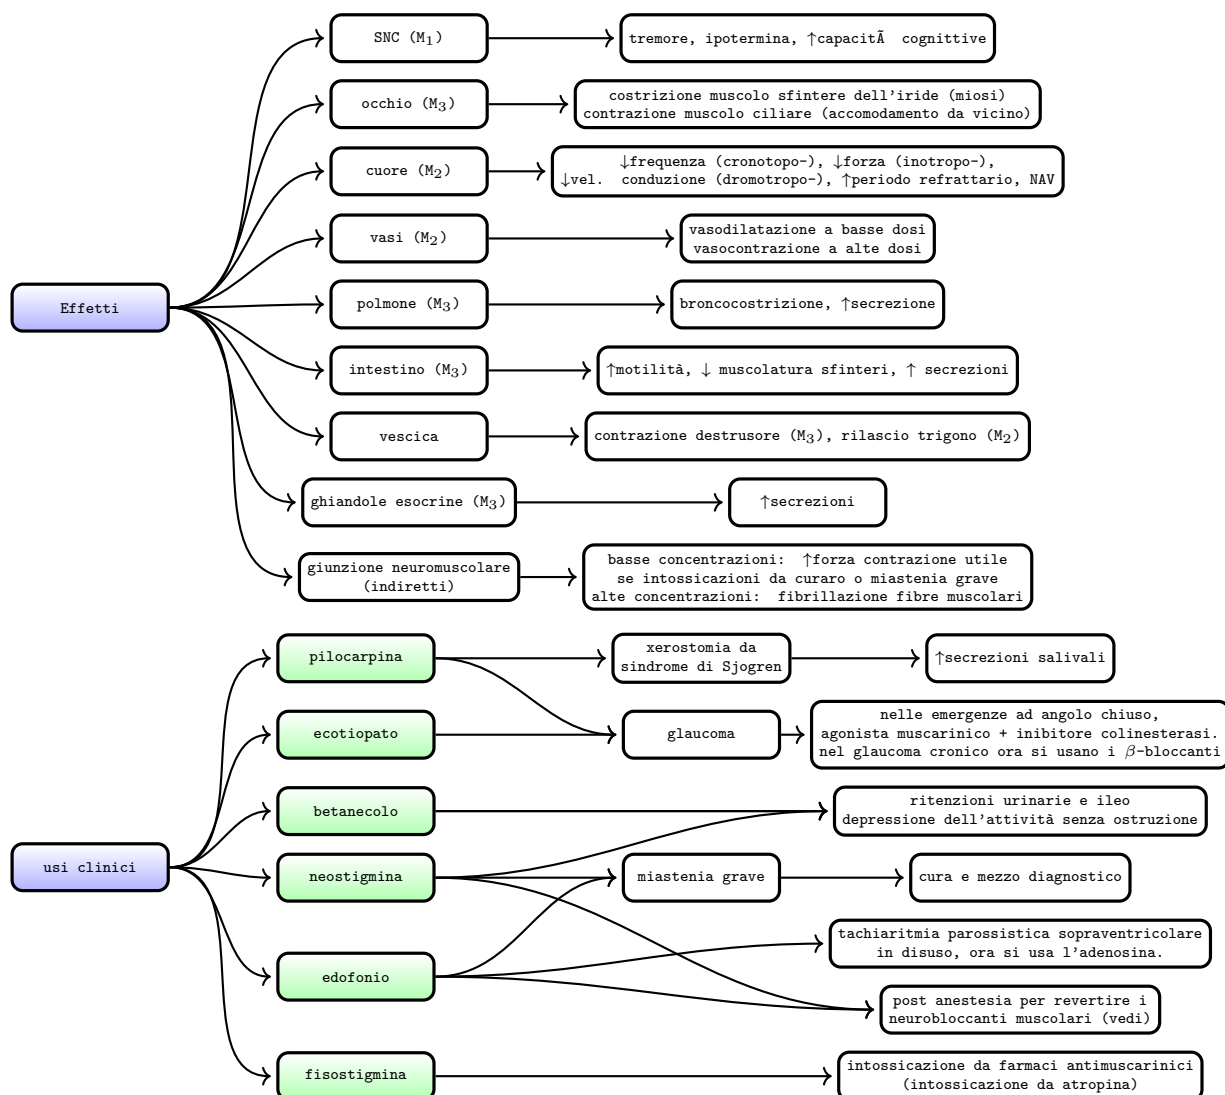 SNC (M1)
tremore, ipotermina, ↑capacitÃ cognittive
occhio (M3)
costrizione muscolo sfintere dell'iride (miosi)
contrazione muscolo ciliare (accomodamento da vicino)
cuore (M2)
↓frequenza (cronotopo-), ↓forza (inotropo-),
↓vel. conduzione (dromotropo-), ↑periodo refrattario, NAV
vasi (M2)
vasodilatazione a basse dosi
vasocontrazione a alte dosi
Effetti
polmone (M3)
broncocostrizione, ↑secrezione
intestino (M3)
↑motilità, ↓ muscolatura sfinteri, ↑ secrezioni
vescica
contrazione destrusore (M3), rilascio trigono (M2)
ghiandole esocrine (M3)
↑secrezioni
giunzione neuromuscolare
(indiretti)
basse concentrazioni: ↑forza contrazione utile
se intossicazioni da curaro o miastenia grave
alte concentrazioni: fibrillazione fibre muscolari
pilocarpina
xerostomia da
sindrome di Sjogren
↑secrezioni salivali
ecotiopato
glaucoma
nelle emergenze ad angolo chiuso,
agonista muscarinico + inibitore colinesterasi.
nel glaucoma cronico ora si usano i β-bloccanti
betanecolo
ritenzioni urinarie e ileo
depressione dell'attività senza ostruzione
usi clinici
neostigmina
miastenia grave
cura e mezzo diagnostico
tachiaritmia parossistica sopraventricolare
in disuso, ora si usa l'adenosina.
edofonio
post anestesia per revertire i
neurobloccanti muscolari (vedi)
fisostigmina
intossicazione da farmaci antimuscarinici
(intossicazione da atropina)